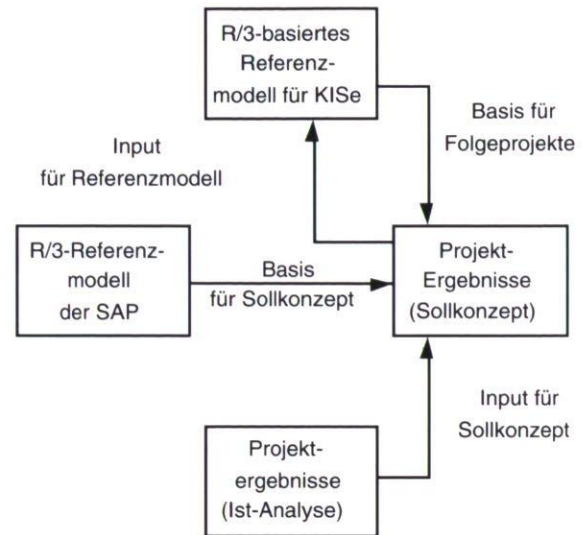 R/3-basiertes
Referenz-
modell für KISe
Basis für
Folgeprojekte
Input
für Referenzmodell
R/3-Referenz-
modell
der SAP
Basis
für Sollkonzept
Projekt-
Ergebnisse
(Sollkonzept)
Input für
Sollkonzept
Projekt-
ergebnisse
(Ist-Analyse)